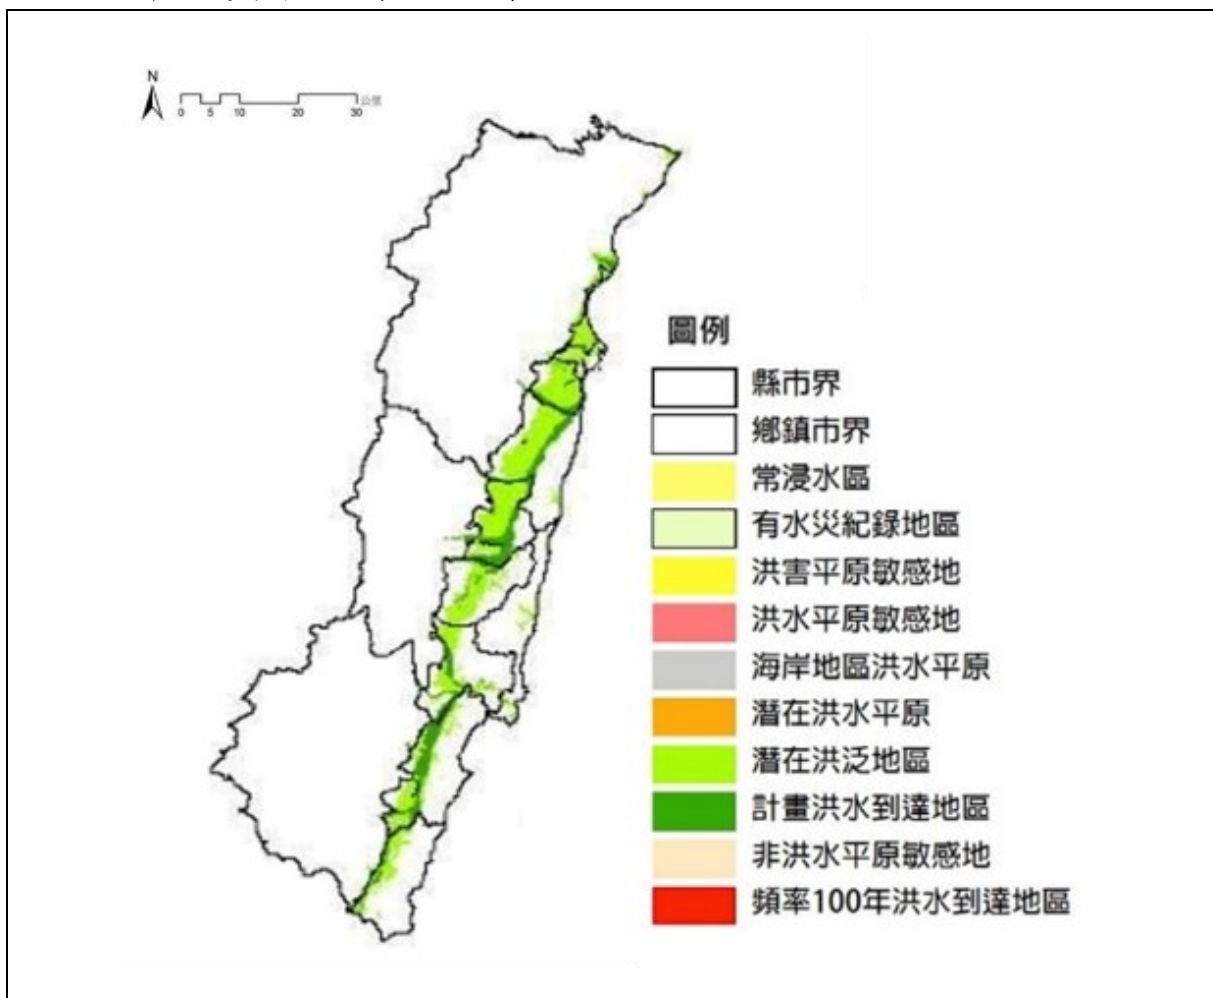 N
0 5 10 20 30 公里
圖例
縣市界
鄉鎮市界
常浸水區
有水災紀錄地區
洪害平原敏感地
洪水平原敏感地
海岸地區洪水平原
潛在洪水平原
潛在洪泛地區
計畫洪水到達地區
非洪水平原敏感地
頻率100年洪水到達地區